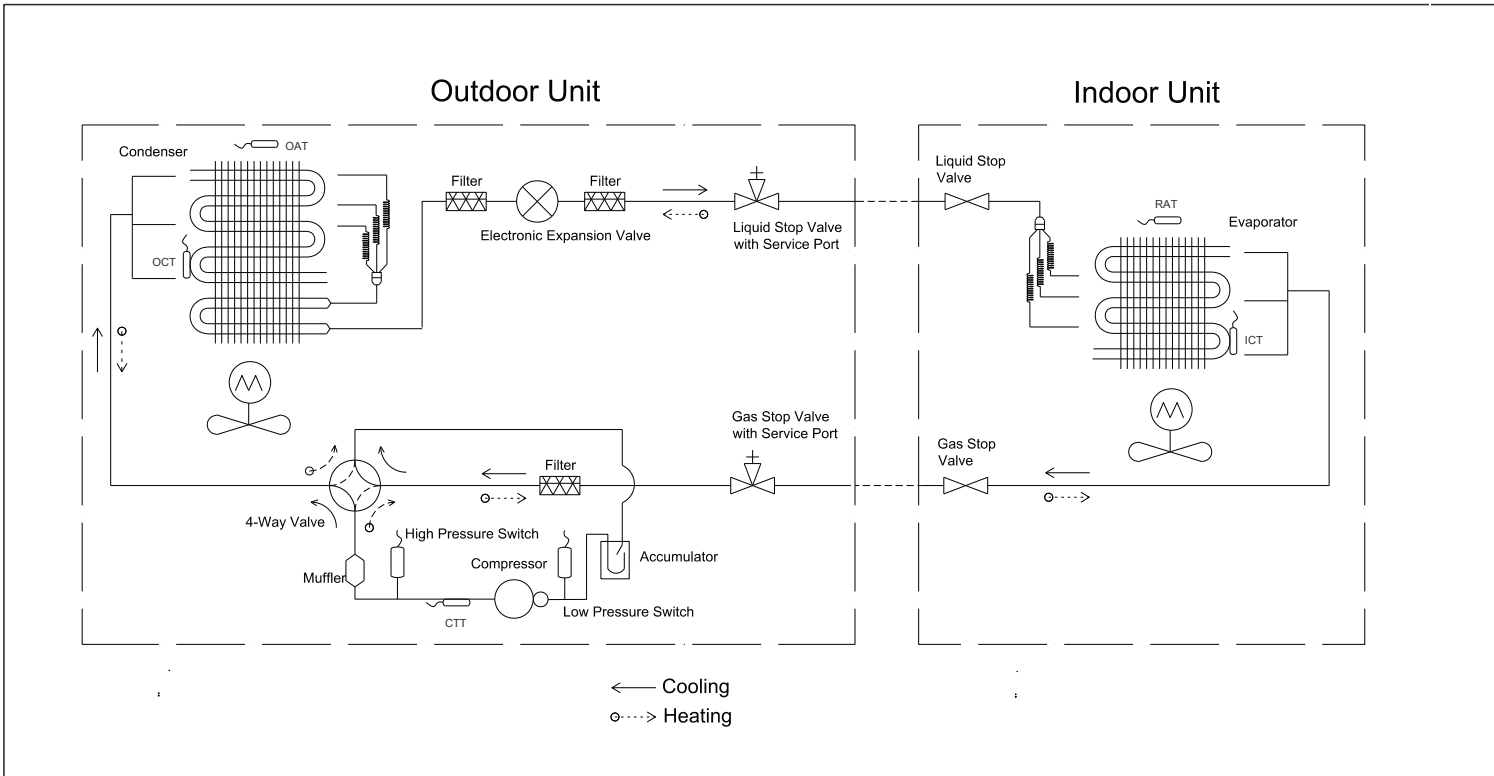 Outdoor Unit
Indoor Unit
Condenser
OAT
OCT
Filter
Electronic Expansion Valve
Filter
Liquid Stop Valve
with Service Port
Liquid Stop
Valve
RAT
Evaporator
ICT
Gas Stop Valve
with Service Port
Gas Stop
Valve
Filter
4-Way Valve
High Pressure Switch
Muffler
Compressor
Accumulator
CTT
Low Pressure Switch
Cooling
Heating